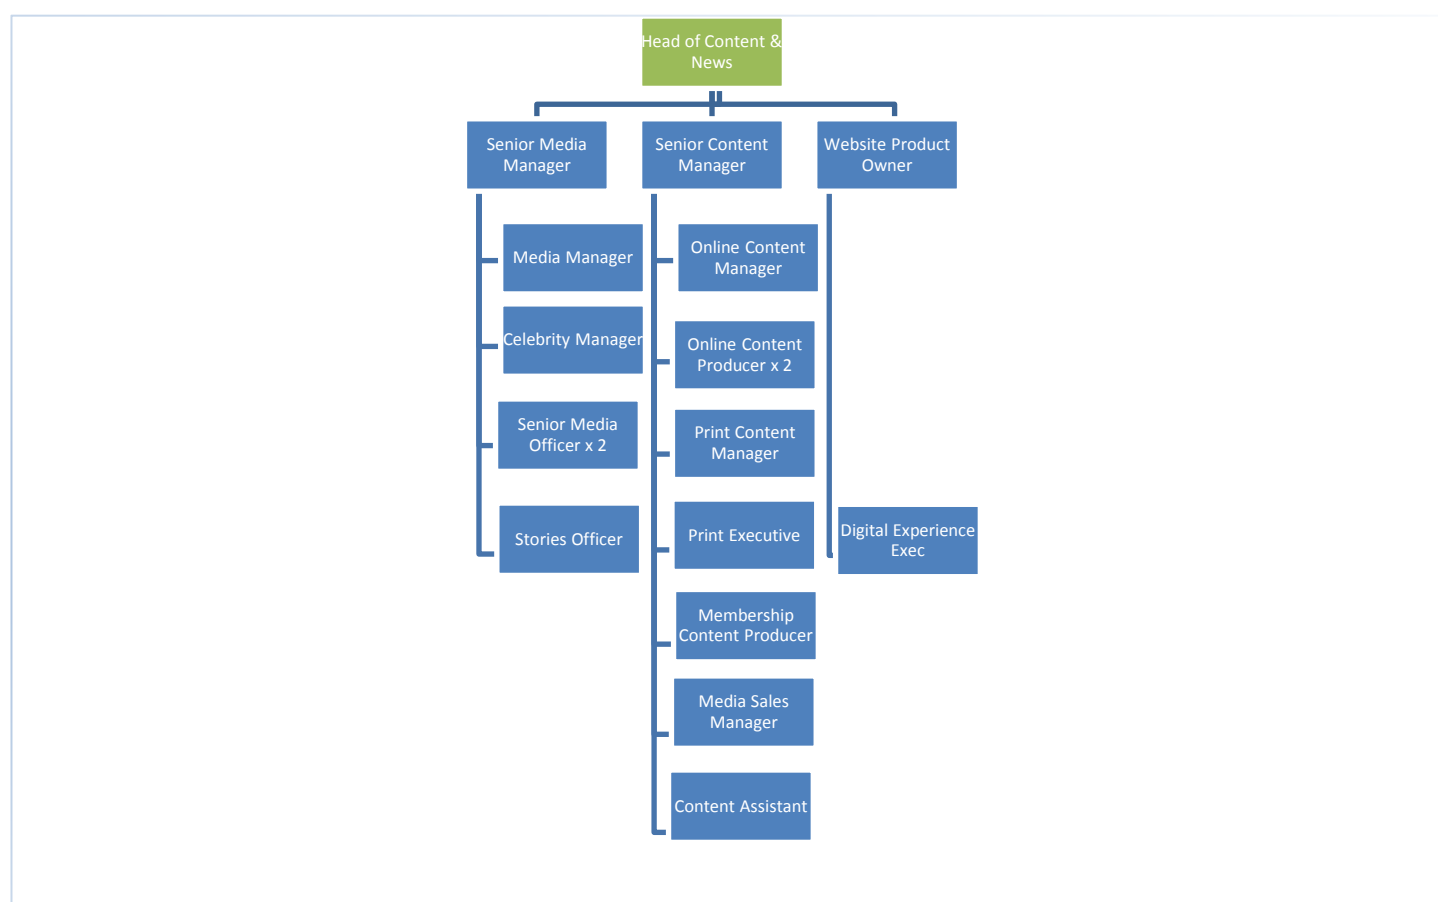 Head of Content &
News
Senior Media
Manager
Senior Content
Manager
Website Product
Owner
Media Manager
Celebrity Manager
Senior Media
Officer x 2
Stories Officer
Online Content
Manager
Online Content
Producer x 2
Print Content
Manager
Print Executive
Membership
Content Producer
Media Sales
Manager
Content Assistant
Digital Experience
Exec